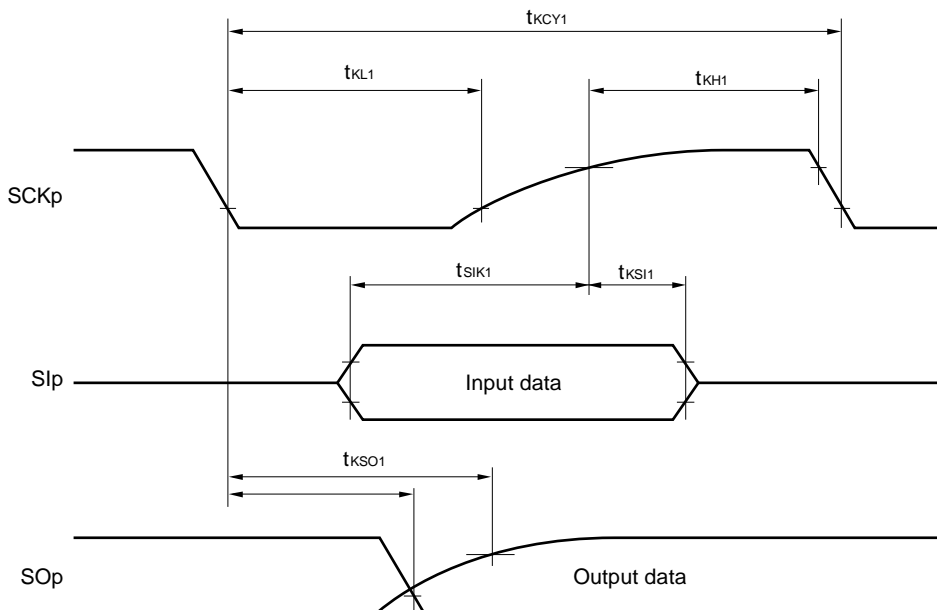 tKCY1
tKL1
tKH1
SCKp
tSIK1
tKSI1
SIp
Input data
tKSO1
SOp
Output data